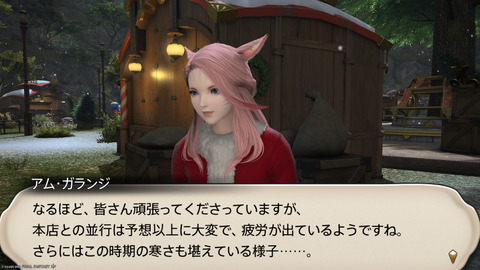 アム・ガランジ
なるほど、皆さん頑張ってくださっていますが、
本店との並行は予想以上に大変で、疲労が出ているようですね。
さらにはこの時期の寒さも堪えている様子……。